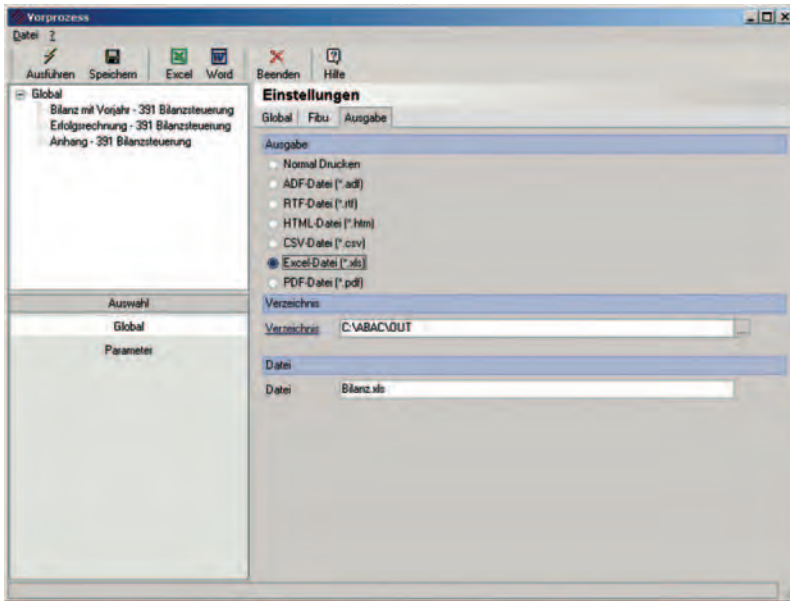 Vorprozess
Datei ?
Ausführen Speichern Excel Word Beenden Hilfe
Global
Bilanz mit Vorjahr - 391 Bilanzsteuerung
Erfolgsrechnung - 391 Bilanzsteuerung
Anhang - 391 Bilanzsteuerung
Auswahl
Global
Parameter
Einstellungen
Global Fibu Ausgabe
Ausgabe
Normal Drucken
ADF-Datei (*.adf)
RTF-Datei (*.rtf)
HTML-Datei (*.htm)
CSV-Datei (*.csv)
Excel-Datei (*.xls)
PDF-Datei (*.pdf)
Verzeichnis
Verzeichnis C:\ABAC\OUT ...
Datei
Datei Bilanz.xls